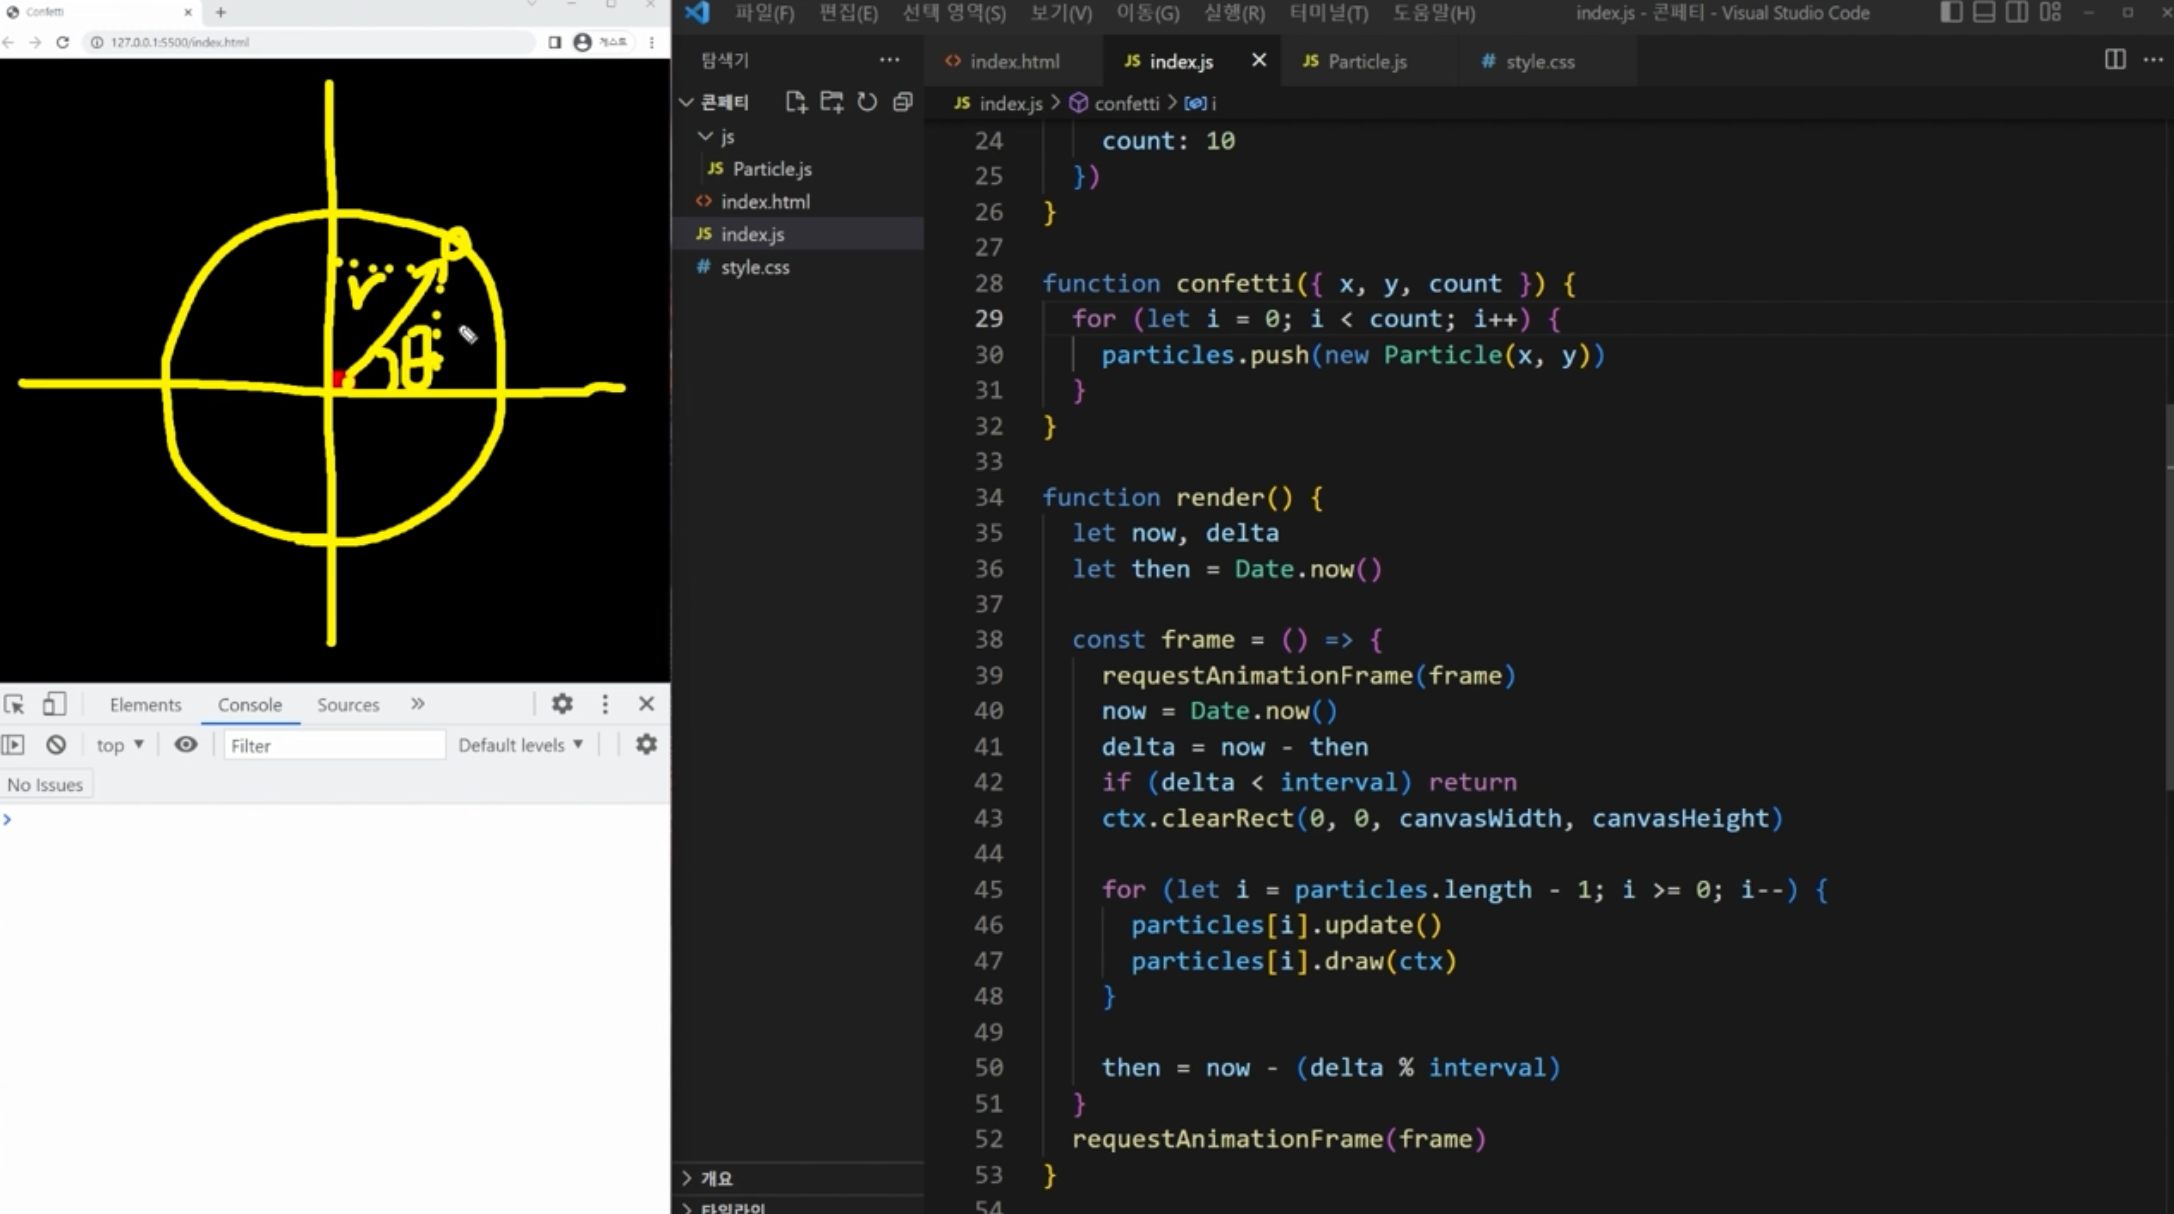 Confetti
127.0.0.1:5500/index.html
게스트
r
θ
Elements
Console
Sources
top
Filter
Default levels
No Issues
파일(F) 편집(E) 선택 영역(S) 보기(V) 이동(G) 실행(R) 터미널(T) 도움말(H)
index.js - 콘페티 - Visual Studio Code
탐색기
콘페티
js
JS Particle.js
<> index.html
JS index.js
# style.css
개요
타임라인
<> index.html
JS index.js
JS Particle.js
# style.css
JS index.js > confetti > i
24 count: 10
25 })
26 }
27
28 function confetti({ x, y, count }) {
29 for (let i = 0; i < count; i++) {
30 particles.push(new Particle(x, y))
31 }
32 }
33
34 function render() {
35 let now, delta
36 let then = Date.now()
37
38 const frame = () => {
39 requestAnimationFrame(frame)
40 now = Date.now()
41 delta = now - then
42 if (delta < interval) return
43 ctx.clearRect(0, 0, canvasWidth, canvasHeight)
44
45 for (let i = particles.length - 1; i >= 0; i--) {
46 particles[i].update()
47 particles[i].draw(ctx)
48 }
49
50 then = now - (delta % interval)
51 }
52 requestAnimationFrame(frame)
53 }
54